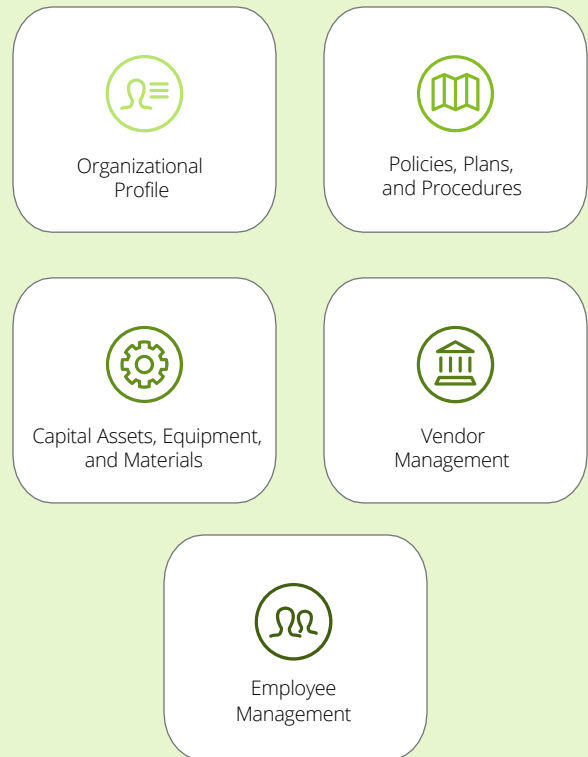 Organizational
Profile
Policies, Plans,
and Procedures
Capital Assets, Equipment,
and Materials
Vendor
Management
Employee
Management